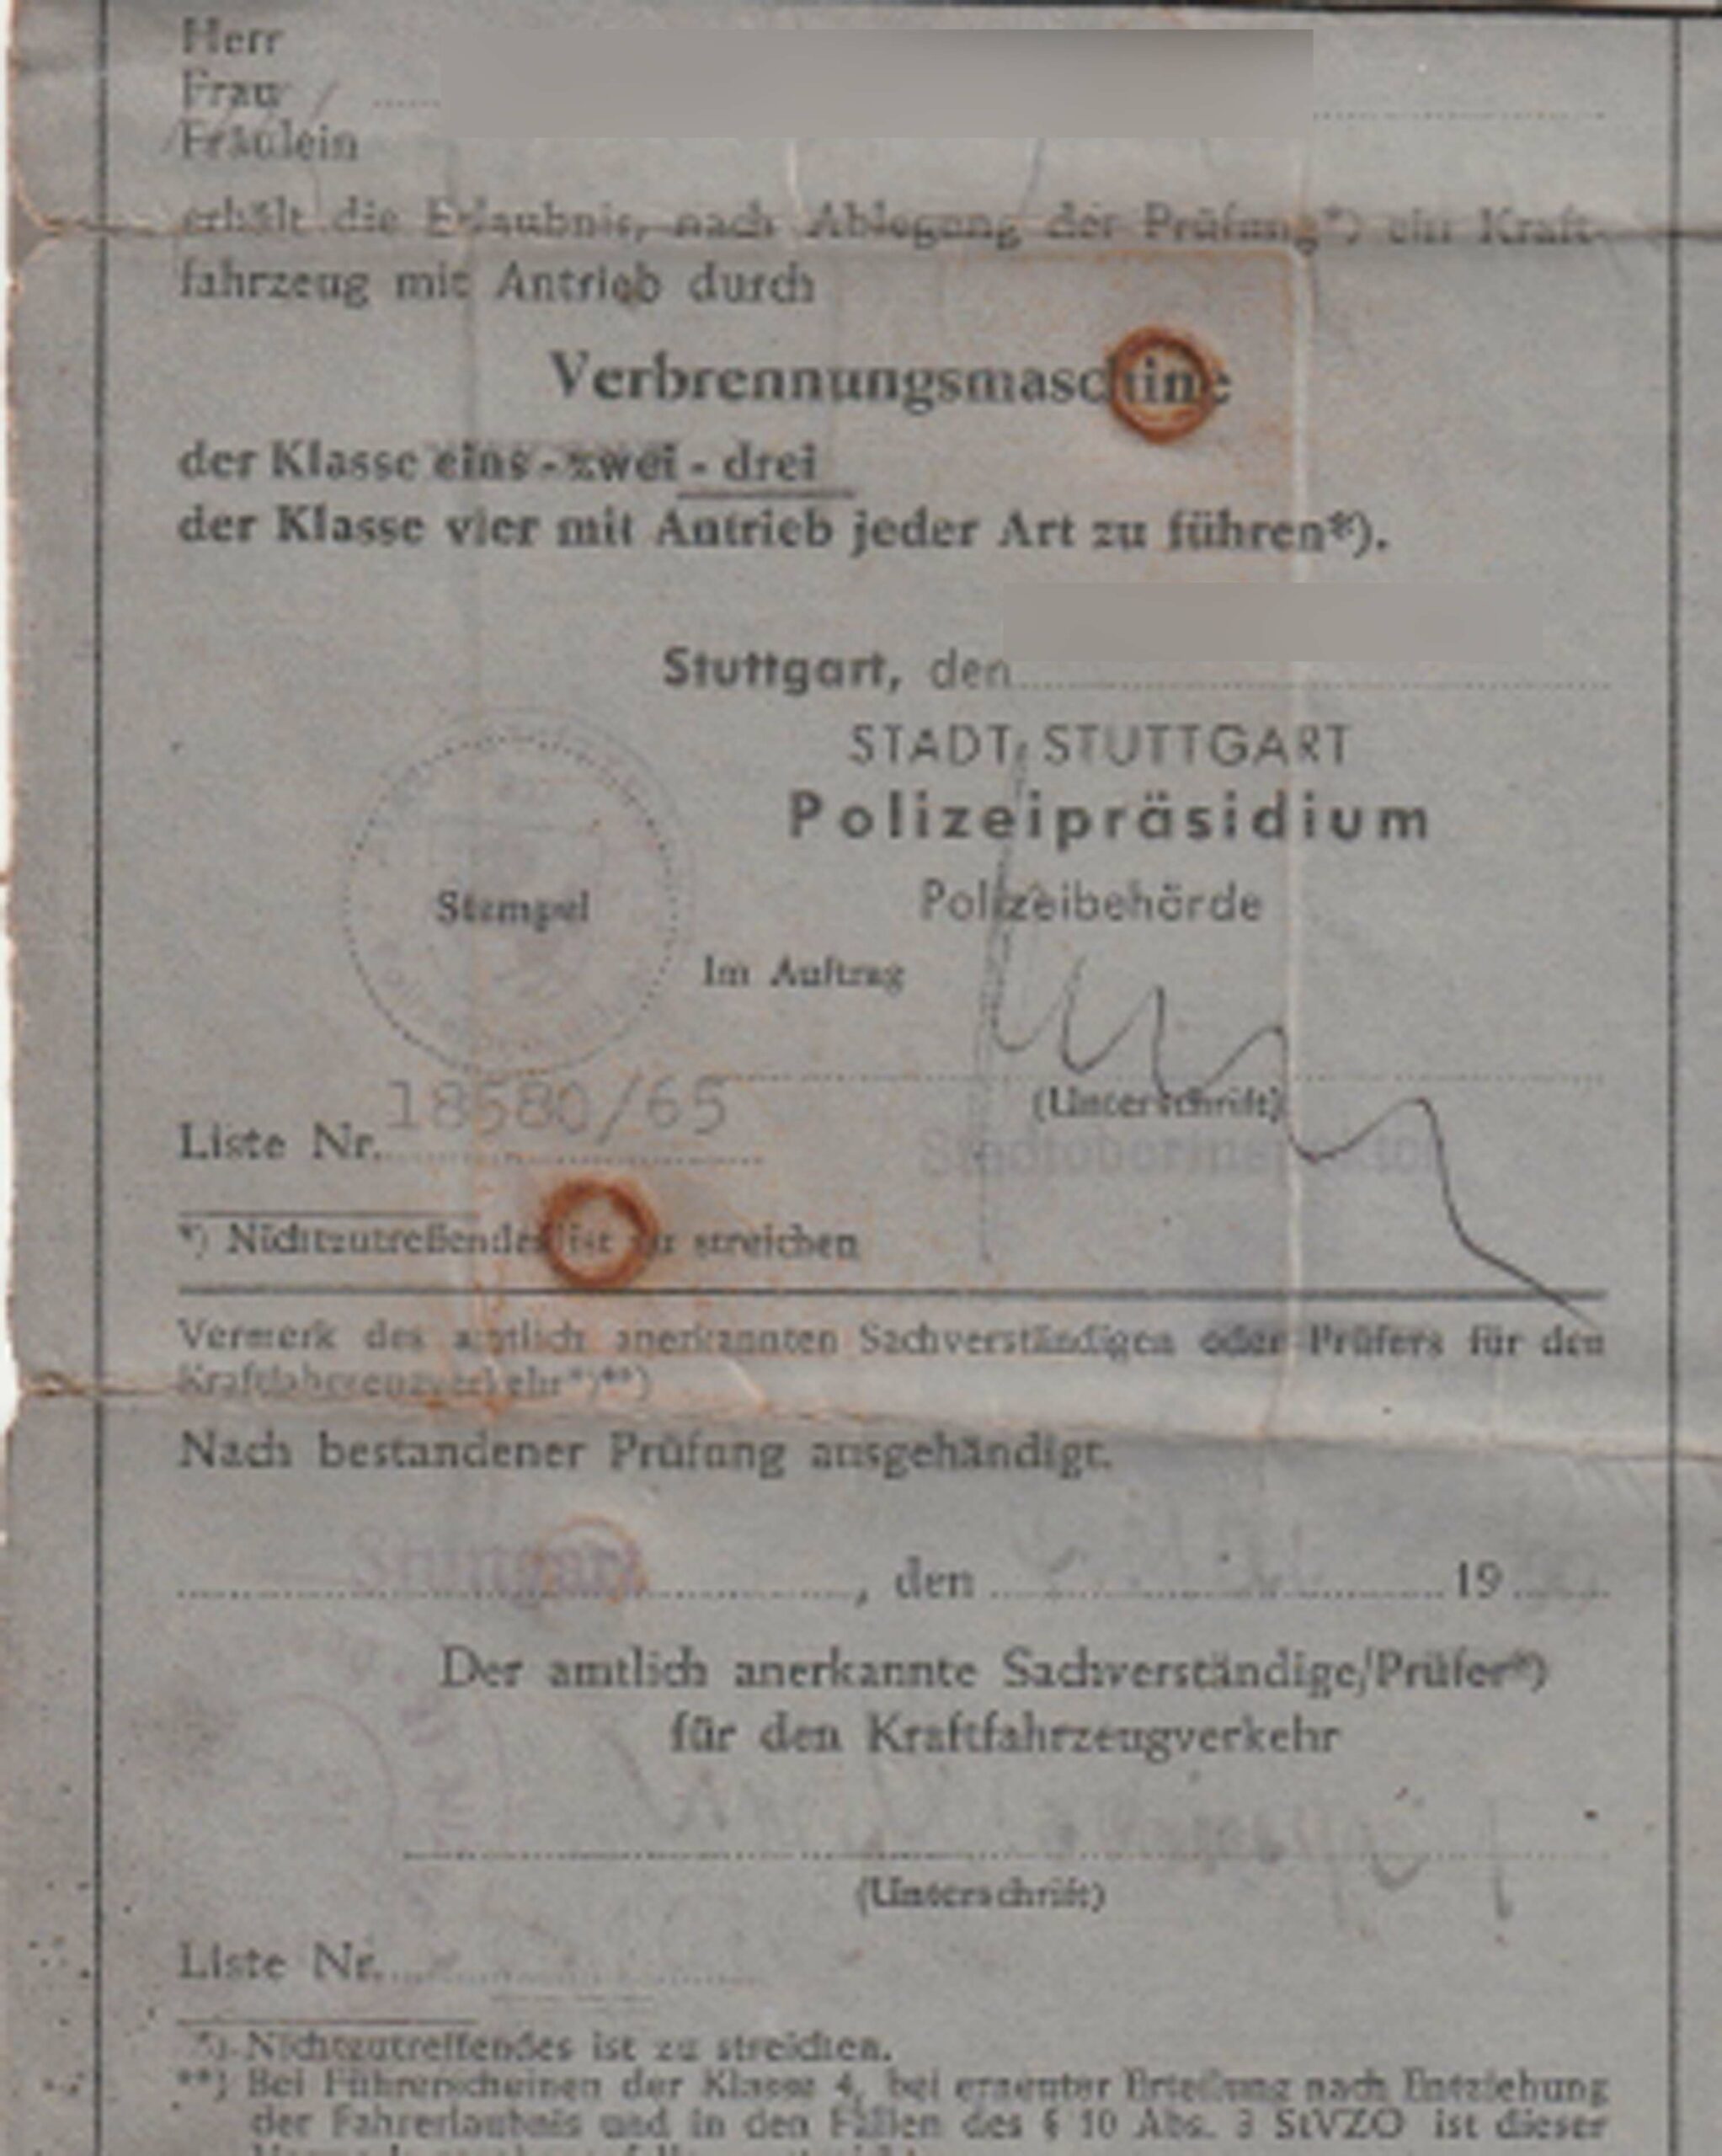 Herr
Frau
Fräulein
erhält die Erlaubnis, nach Ablegung der Prüfung*) ein Kraft-
fahrzeug mit Antrieb durch
Verbrennungsmaschine
der Klasse eins - zwei - drei
der Klasse vier mit Antrieb jeder Art zu führen*).
Stuttgart, den
STADT STUTTGART
Polizeipräsidium
Polizeibehörde
Stempel
Im Auftrag
18580/65
(Unterschrift)
Liste Nr.
Stadtoberinspektor
*) Nichtzutreffendes ist zu streichen
Vermerk des amtlich anerkannten Sachverständigen oder Prüfers für den
Kraftfahrzeugverkehr*)**)
Nach bestandener Prüfung ausgehändigt.
Stuttgart, den 19
Der amtlich anerkannte Sachverständige/Prüfer*)
für den Kraftfahrzeugverkehr
(Unterschrift)
Liste Nr.
*) Nichtzutreffendes ist zu streichen.
**) Bei Führerscheinen der Klasse 4, bei erneuter Erteilung nach Entziehung
der Fahrerlaubnis und in den Fällen des § 10 Abs. 3 StVZO ist dieser